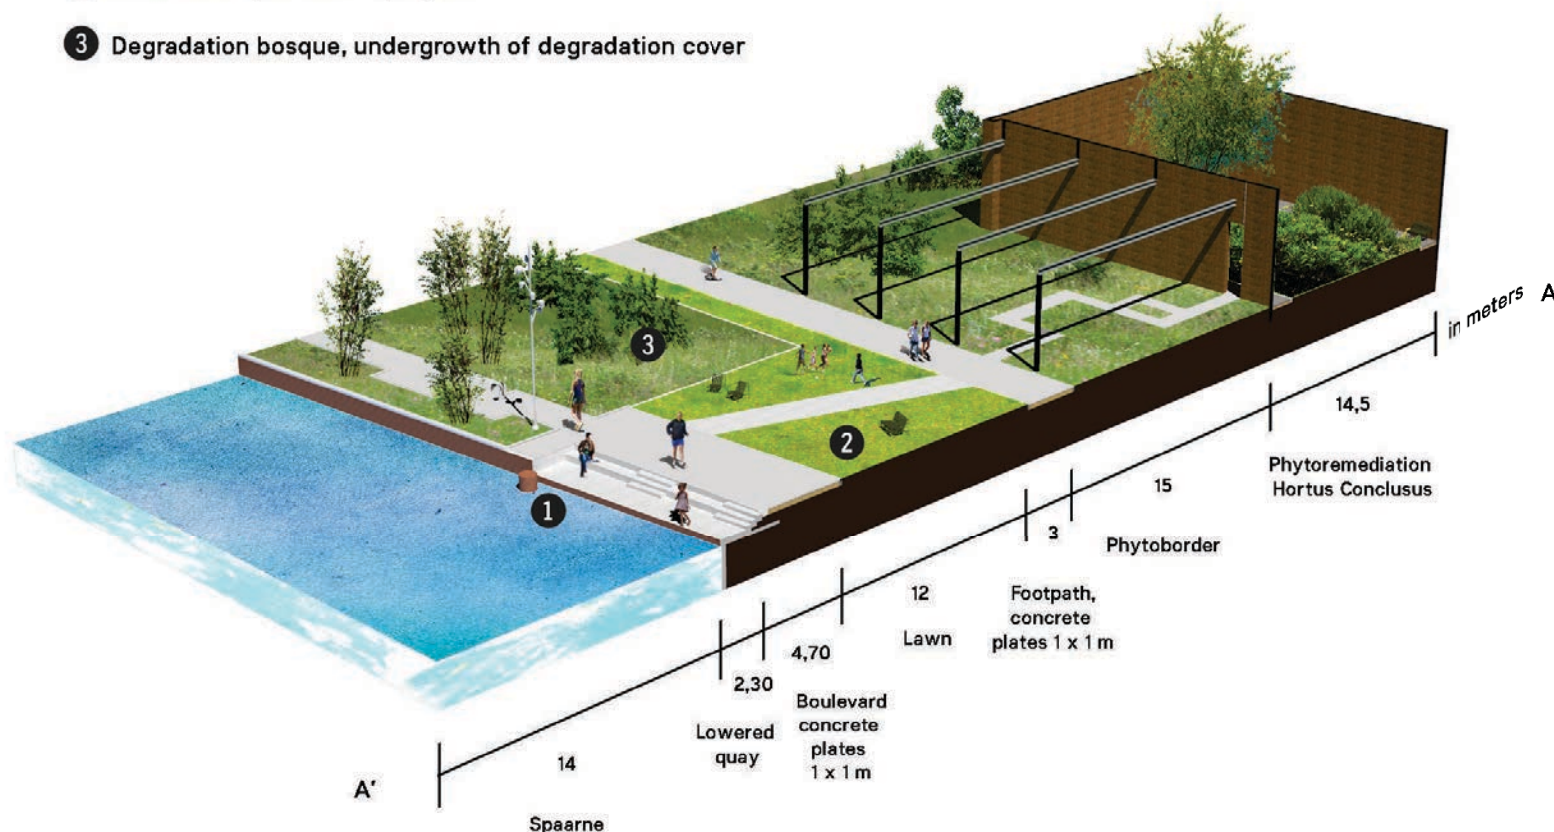 3 Degradation bosque, undergrowth of degradation cover
3
2
1
in meters
A
14,5
Phytoremediation
Hortus Conclusus
15
3
Phytoborder
12
Lawn
Footpath,
concrete
plates 1 x 1 m
4,70
2,30
Boulevard
concrete
plates
1 x 1 m
Lowered
quay
14
A'
Spaarne